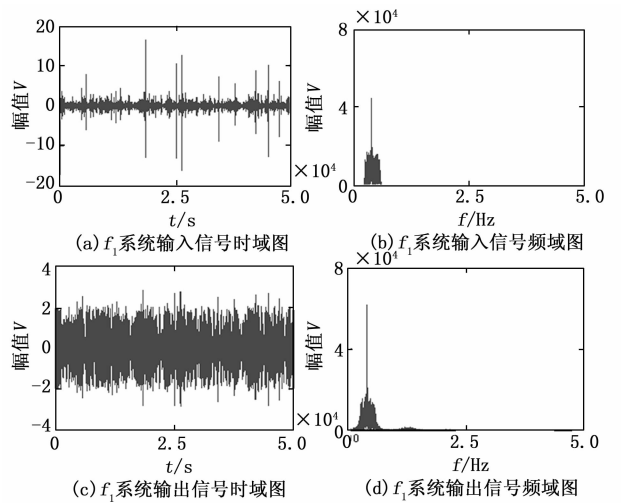 20
10
0
-10
-20
幅值V
0
2.5
5.0
×10⁴
t/s
(a) f₁系统输入信号时域图
8 ×10⁴
4
0
幅值V
0
2.5
5.0
f/Hz
(b) f₁系统输入信号频域图
4
2
0
-2
-4
幅值V
0
2.5
5.0
×10⁴
t/s
(c) f₁系统输出信号时域图
8 ×10⁴
4
0
幅值V
0
2.5
5.0
f/Hz
(d) f₁系统输出信号频域图